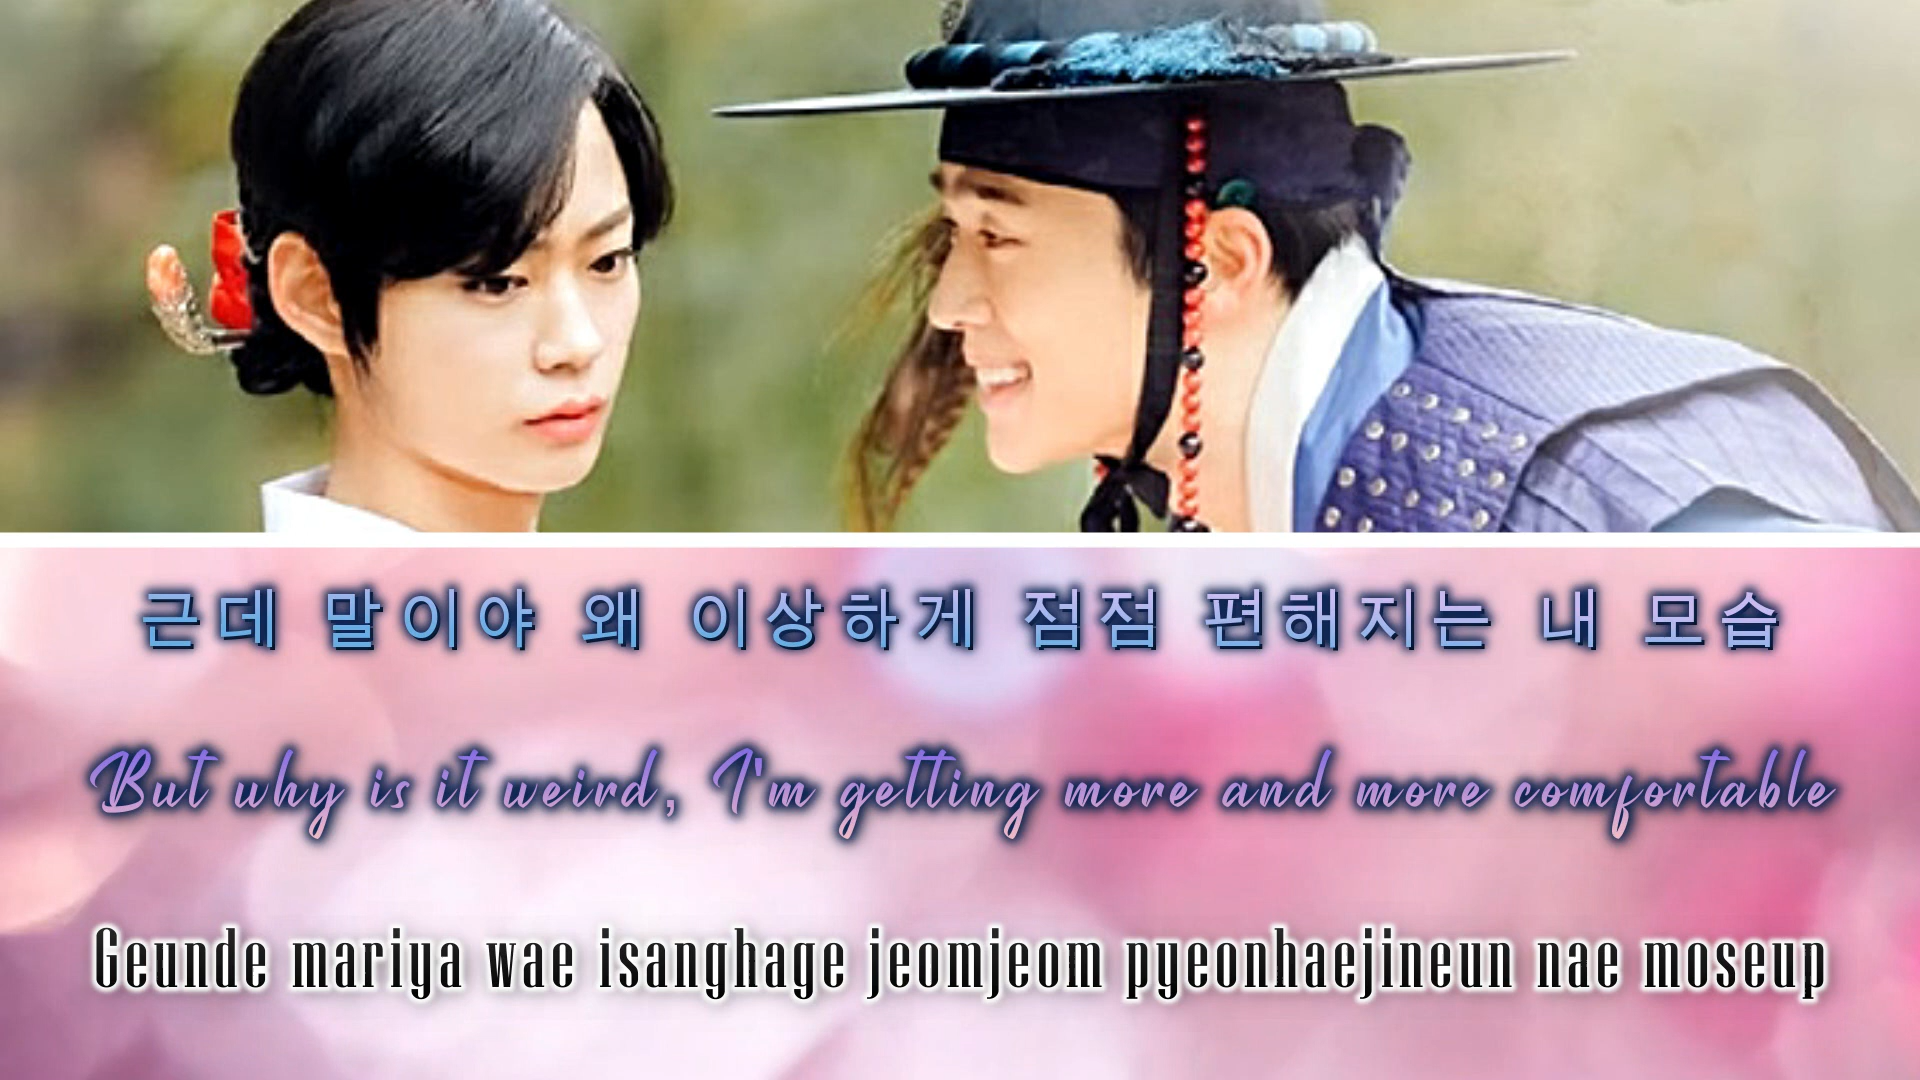 근데 말이야 왜 이상하게 점점 편해지는 내 모습
But why is it weird, I'm getting more and more comfortable
Geunde mariya wae isanghage jeomjeom pyeonhaejineun nae moseup